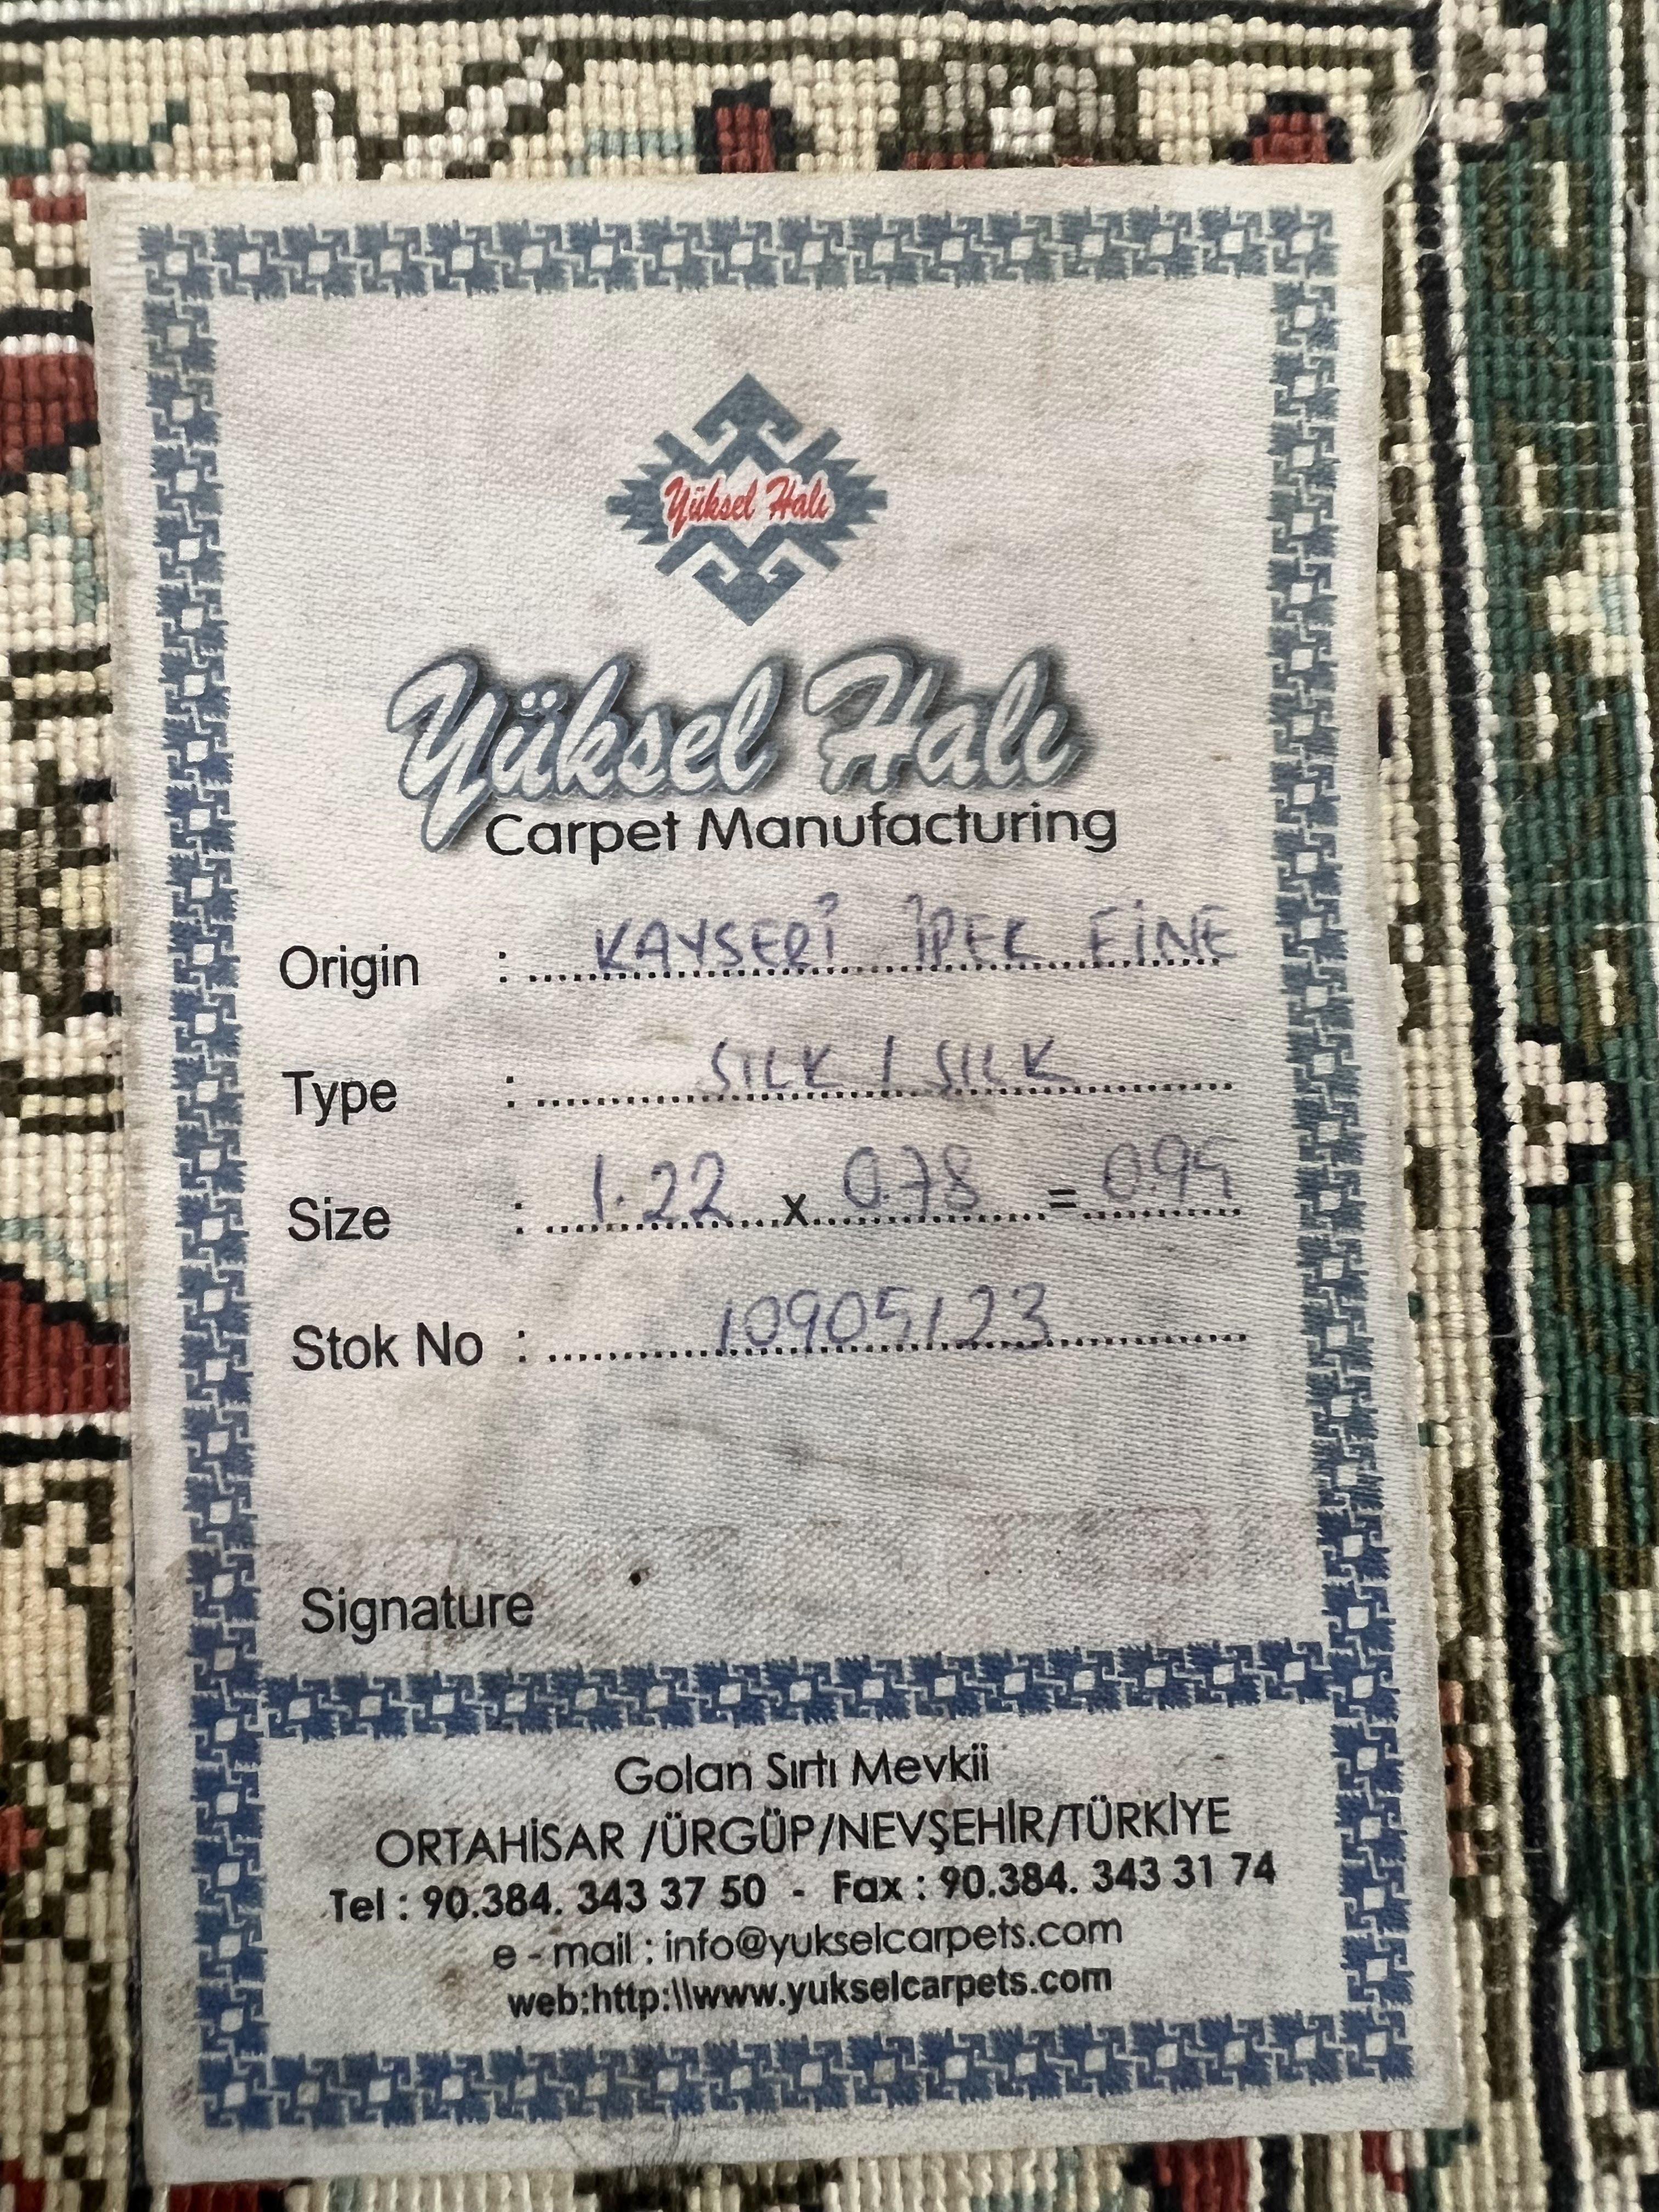 Yüksel Halı
Yüksel Halı
Carpet Manufacturing
Origin : KAYSERİ İPEK FİNE
Type : SILK / SILK
Size : 1.22 x 0.78 = 0.95
Stok No : 10905123
Signature
Golan Sırtı Mevkii
ORTAHİSAR /ÜRGÜP/NEVŞEHİR/TÜRKİYE
Tel : 90.384. 343 37 50 - Fax : 90.384. 343 31 74
e - mail : info@yukselcarpets.com
web:http:\\www.yukselcarpets.com